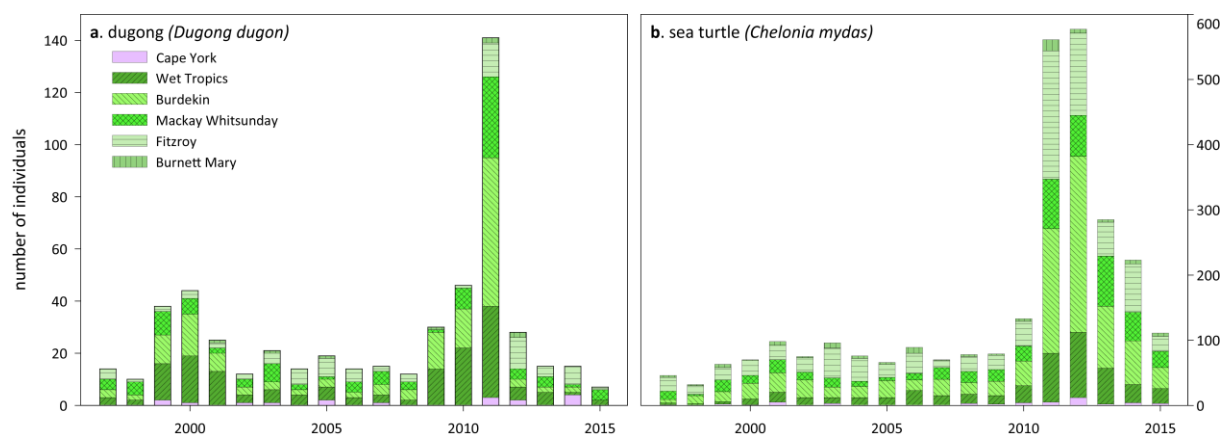 a. dugong (Dugong dugon)
Cape York
Wet Tropics
Burdekin
Mackay Whitsunday
Fitzroy
Burnett Mary
number of individuals
140
120
100
80
60
40
20
0
2000 2005 2010 2015
b. sea turtle (Chelonia mydas)
600
500
400
300
200
100
0
2000 2005 2010 2015